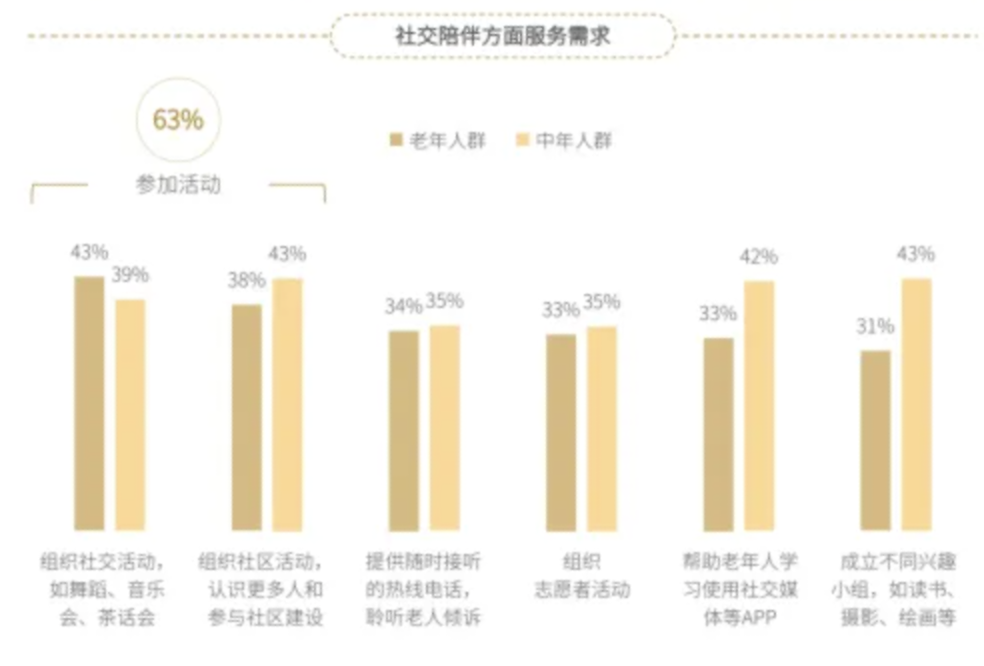 社交陪伴方面服务需求
63%
参加活动
老年人群
中年人群
43%
39%
38%
43%
34%
35%
33%
35%
33%
42%
31%
43%
组织社交活动，
如舞蹈、音乐
会、茶话会
组织社区活动，
认识更多人和
参与社区建设
提供随时接听
的热线电话，
聆听老人倾诉
组织
志愿者活动
帮助老年人学
习使用社交媒
体等APP
成立不同兴趣
小组，如读书、
摄影、绘画等